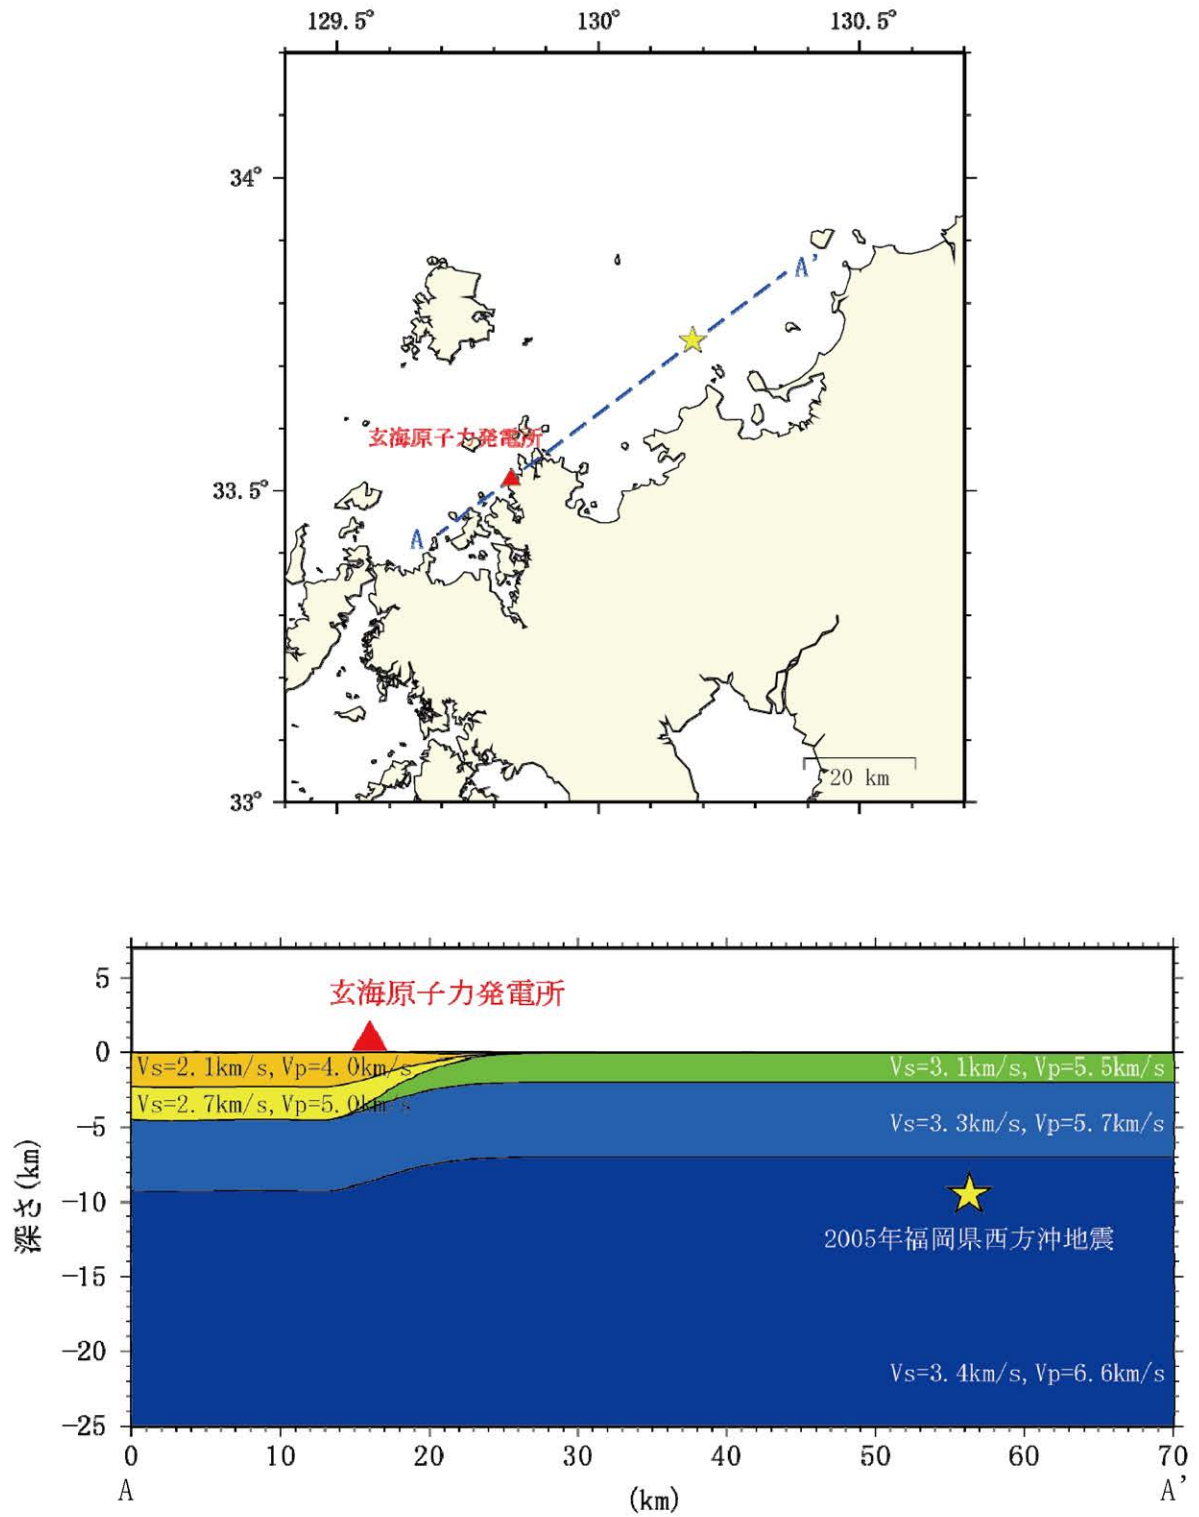 129.5° 130° 130.5°
34°
A'
玄海原子力発電所
33.5°
A
20 km
33°
5
玄海原子力発電所
0
Vs=2.1km/s, Vp=4.0km/s Vs=3.1km/s, Vp=5.5km/s
Vs=2.7km/s, Vp=5.0km/s
-5 Vs=3.3km/s, Vp=5.7km/s
深さ(km)
-10
2005年福岡県西方沖地震
-15
-20
Vs=3.4km/s, Vp=6.6km/s
-25
0 10 20 30 40 50 60 70
A (km) A'